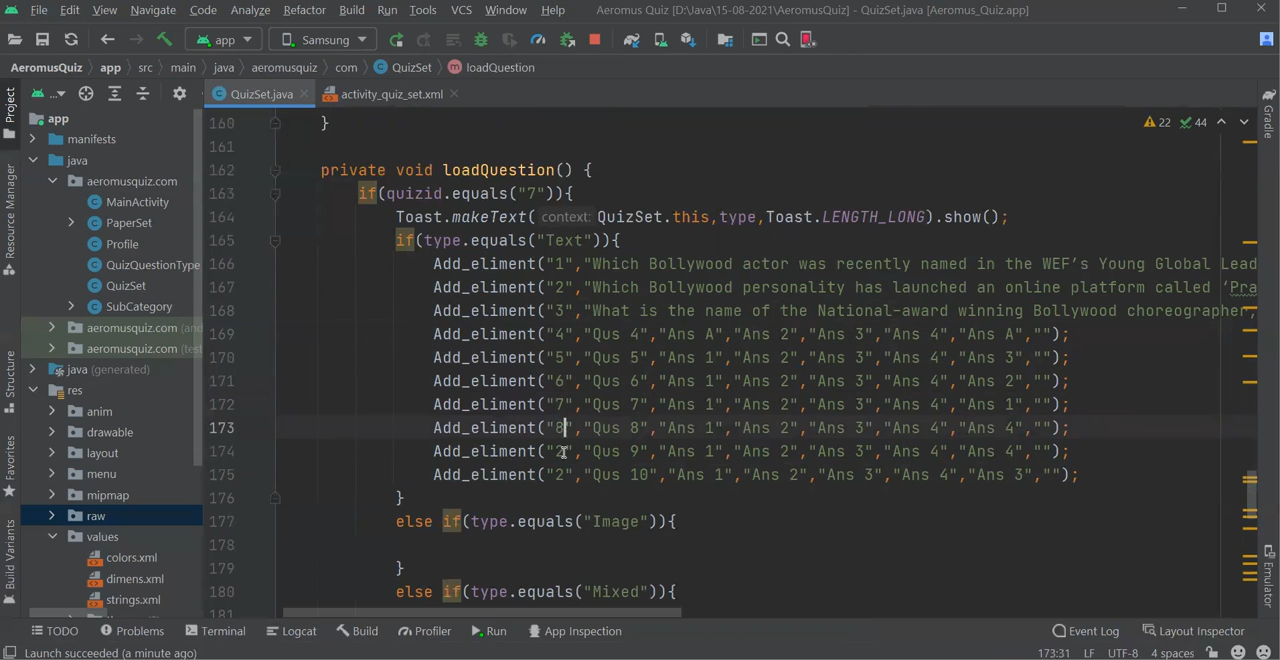 File Edit View Navigate Code Analyze Refactor Build Run Tools VCS Window Help Aeromus Quiz [D:\Java\15-08-2021\AeromusQuiz] - QuizSet.java [Aeromus_Quiz.app]
app Samsung
AeromusQuiz app src main java aeromusquiz com QuizSet loadQuestion
... QuizSet.java activity_quiz_set.xml
Project
Resource Manager
Structure
Favorites
Build Variants
app
manifests
java
aeromusquiz.com
MainActivity
PaperSet
Profile
QuizQuestionType
QuizSet
SubCategory
aeromusquiz.com (and
aeromusquiz.com (test
java (generated)
res
anim
drawable
layout
menu
mipmap
raw
values
colors.xml
dimens.xml
strings.xml
22 44
160 }
161
162 private void loadQuestion() {
163 if(quizid.equals("7")){
164 Toast.makeText( context: QuizSet.this,type,Toast.LENGTH_LONG).show();
165 if(type.equals("Text")){
166 Add_eliment("1","Which Bollywood actor was recently named in the WEF’s Young Global Lead
167 Add_eliment("2","Which Bollywood personality has launched an online platform called ‘Pra
168 Add_eliment("3","What is the name of the National-award winning Bollywood choreographer,
169 Add_eliment("4","Qus 4","Ans A","Ans 2","Ans 3","Ans 4","Ans A","");
170 Add_eliment("5","Qus 5","Ans 1","Ans 2","Ans 3","Ans 4","Ans 3","");
171 Add_eliment("6","Qus 6","Ans 1","Ans 2","Ans 3","Ans 4","Ans 2","");
172 Add_eliment("7","Qus 7","Ans 1","Ans 2","Ans 3","Ans 4","Ans 1","");
173 Add_eliment("8","Qus 8","Ans 1","Ans 2","Ans 3","Ans 4","Ans 4","");
174 Add_eliment("2","Qus 9","Ans 1","Ans 2","Ans 3","Ans 4","Ans 4","");
175 Add_eliment("2","Qus 10","Ans 1","Ans 2","Ans 3","Ans 4","Ans 3","");
176 }
177 else if(type.equals("Image")){
178
179 }
180 else if(type.equals("Mixed")){
181
Gradle
Emulator
TODO Problems Terminal Logcat Build Profiler Run App Inspection Event Log Layout Inspector
Launch succeeded (a minute ago) 173:31 LF UTF-8 4 spaces